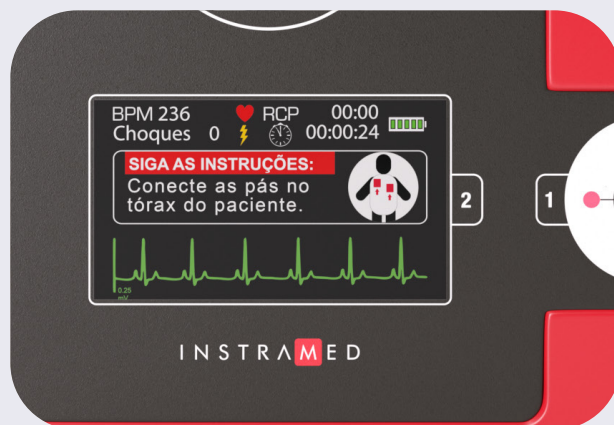 BPM 236 RCP 00:00
Choques 0 00:00:24
SIGA AS INSTRUÇÕES:
Conecte as pás no
tórax do paciente.
0.25
mV
2
1
INSTRAMED